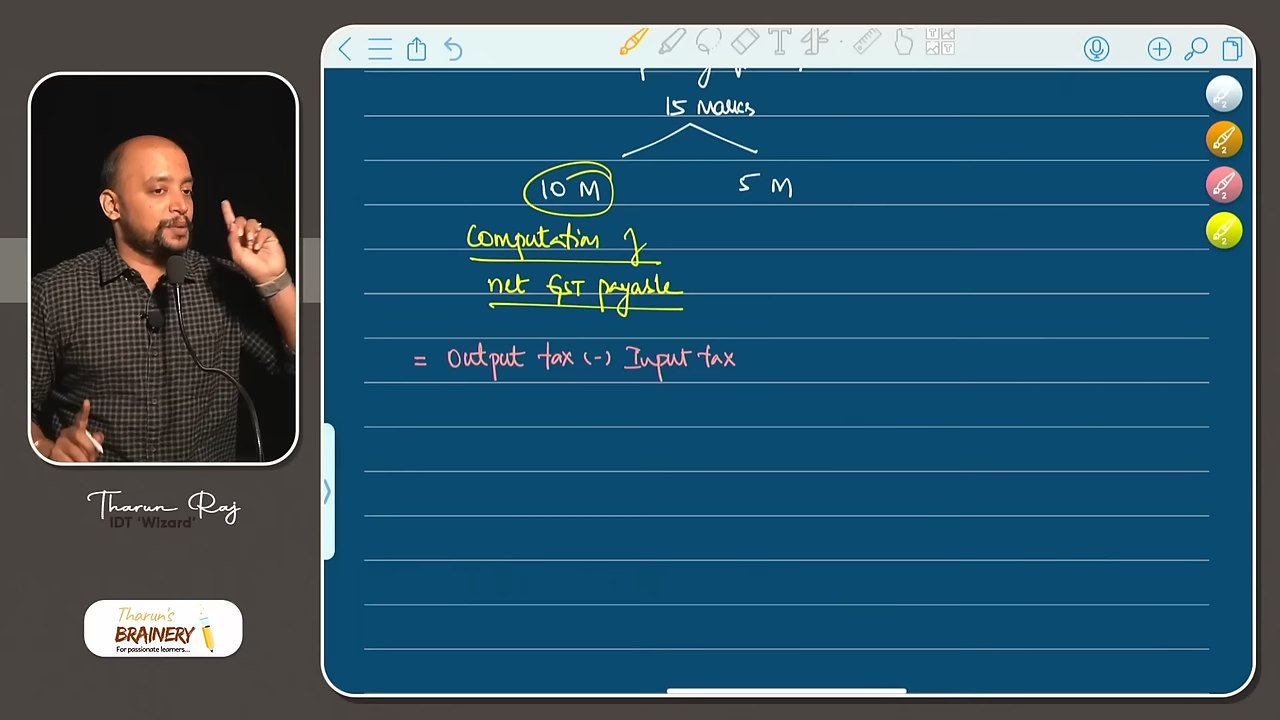 15 Marks
10 M
5 M
Computation of
net GST payable
= Output tax (-) Input tax
Tharun Raj
IDT 'Wizard'
Tharun's
BRAINERY
For passionate learners...